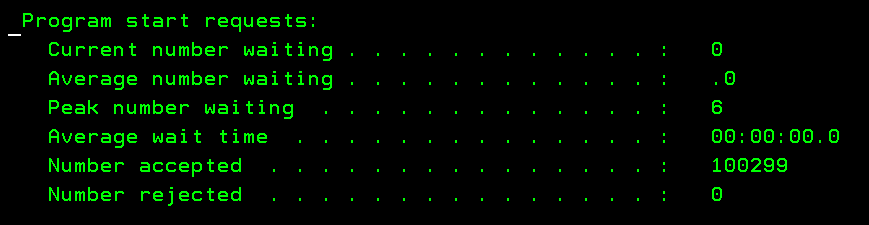 Program start requests:
Current number waiting . . . . . . . . . . . . : 0
Average number waiting . . . . . . . . . . . . : .0
Peak number waiting . . . . . . . . . . . . . : 6
Average wait time . . . . . . . . . . . . . . : 00:00:00.0
Number accepted . . . . . . . . . . . . . . . : 100299
Number rejected . . . . . . . . . . . . . . . : 0